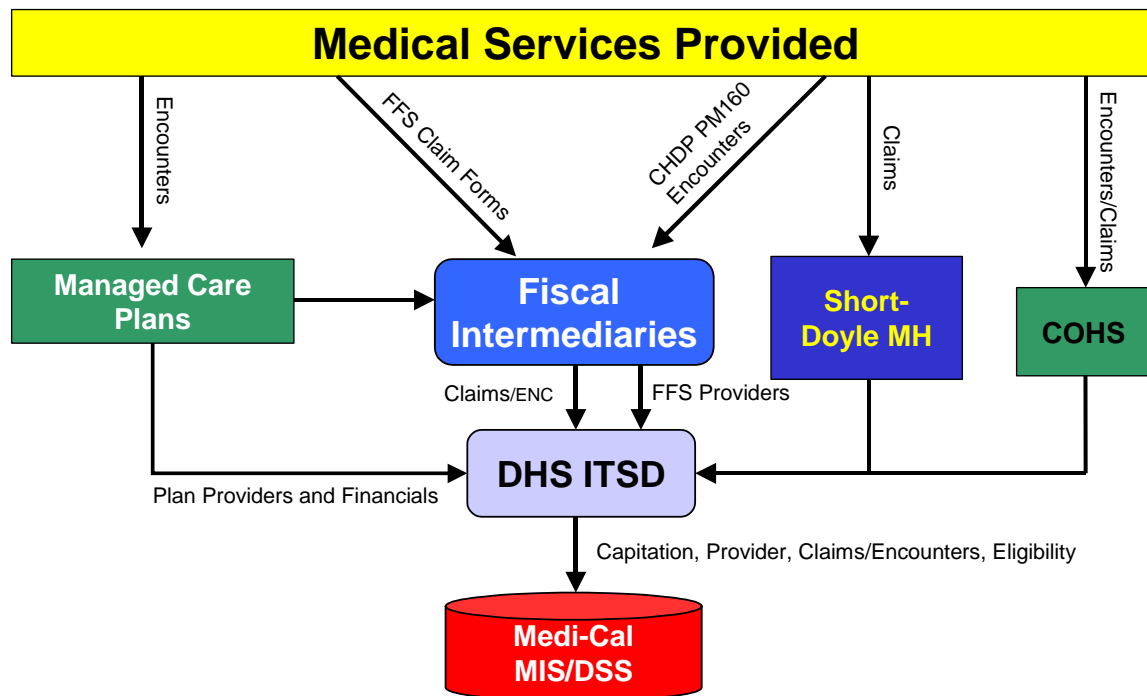 Medical Services Provided
Encounters
FFS Claim Forms
CHDP PM160
Encounters
Claims
Encounters/Claims
Managed Care
Plans
Fiscal
Intermediaries
Short-
Doyle MH
COHS
Claims/ENC
FFS Providers
DHS ITSD
Plan Providers and Financials
Capitation, Provider, Claims/Encounters, Eligibility
Medi-Cal
MIS/DSS